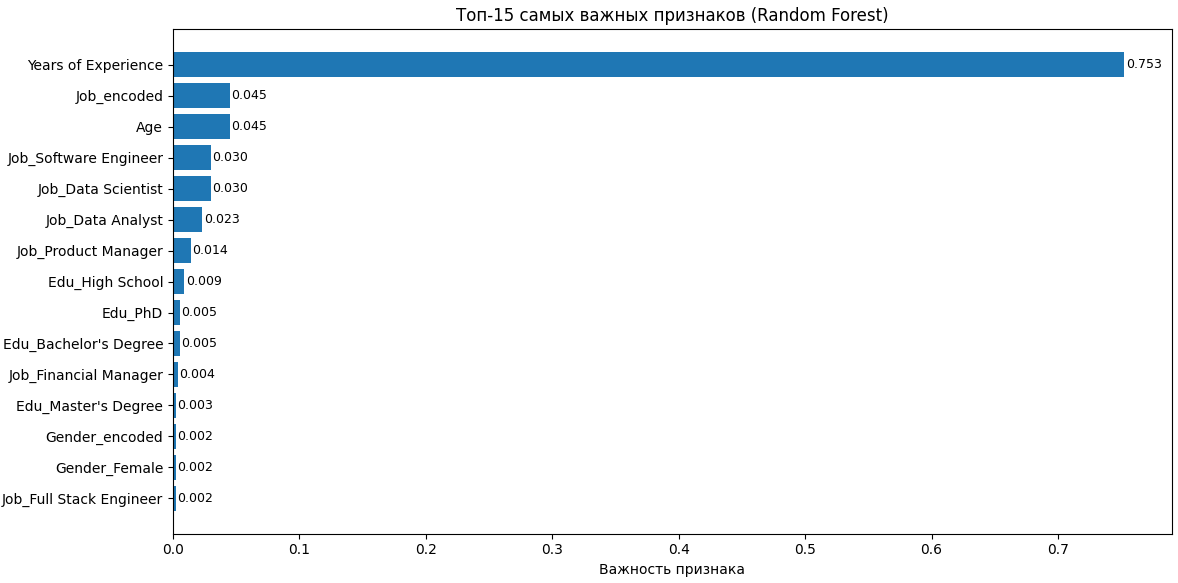 Топ-15 самых важных признаков (Random Forest)
Years of Experience 0.753
Job_encoded 0.045
Age 0.045
Job_Software Engineer 0.030
Job_Data Scientist 0.030
Job_Data Analyst 0.023
Job_Product Manager 0.014
Edu_High School 0.009
Edu_PhD 0.005
Edu_Bachelor's Degree 0.005
Job_Financial Manager 0.004
Edu_Master's Degree 0.003
Gender_encoded 0.002
Gender_Female 0.002
Job_Full Stack Engineer 0.002
0.0 0.1 0.2 0.3 0.4 0.5 0.6 0.7
Важность признака